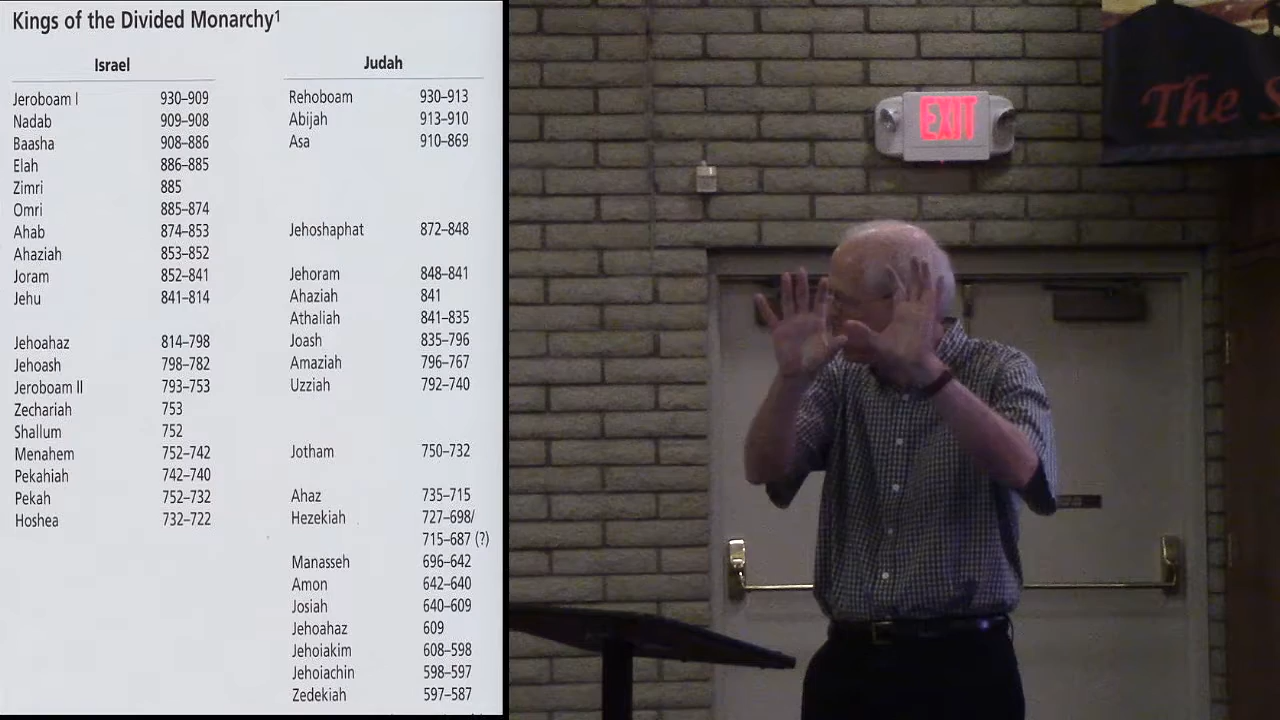 Kings of the Divided Monarchy1
Israel
Jeroboam I 930–909
Nadab 909–908
Baasha 908–886
Elah 886–885
Zimri 885
Omri 885–874
Ahab 874–853
Ahaziah 853–852
Joram 852–841
Jehu 841–814
Jehoahaz 814–798
Jehoash 798–782
Jeroboam II 793–753
Zechariah 753
Shallum 752
Menahem 752–742
Pekahiah 742–740
Pekah 752–732
Hoshea 732–722
Judah
Rehoboam 930–913
Abijah 913–910
Asa 910–869
Jehoshaphat 872–848
Jehoram 848–841
Ahaziah 841
Athaliah 841–835
Joash 835–796
Amaziah 796–767
Uzziah 792–740
Jotham 750–732
Ahaz 735–715
Hezekiah 727–698/
715–687 (?)
Manasseh 696–642
Amon 642–640
Josiah 640–609
Jehoahaz 609
Jehoiakim 608–598
Jehoiachin 598–597
Zedekiah 597–587
EXIT
The S